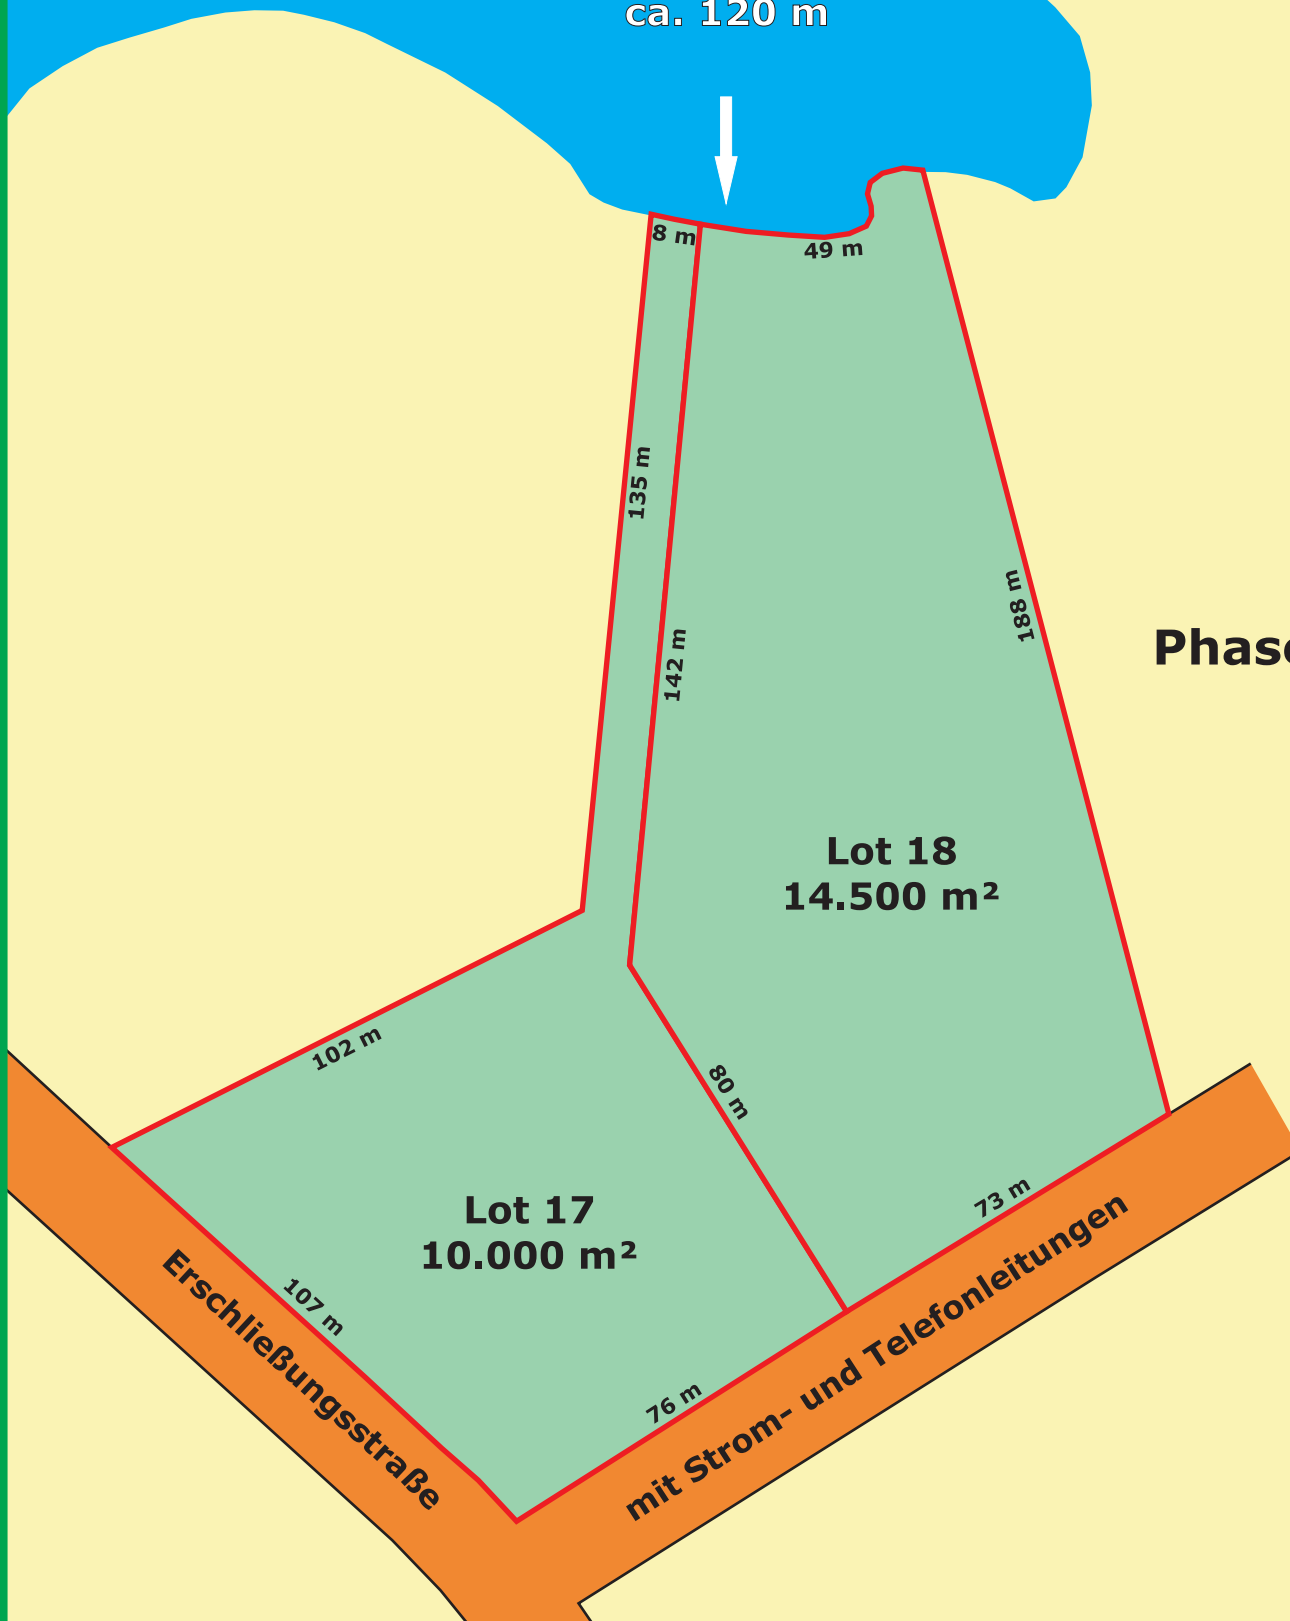 ca. 120 m
8 m
49 m
135 m
142 m
188 m
Phase
Lot 18
14.500 m²
102 m
80 m
Lot 17
10.000 m²
73 m
107 m
76 m
Erschließungsstraße
mit Strom- und Telefonleitungen